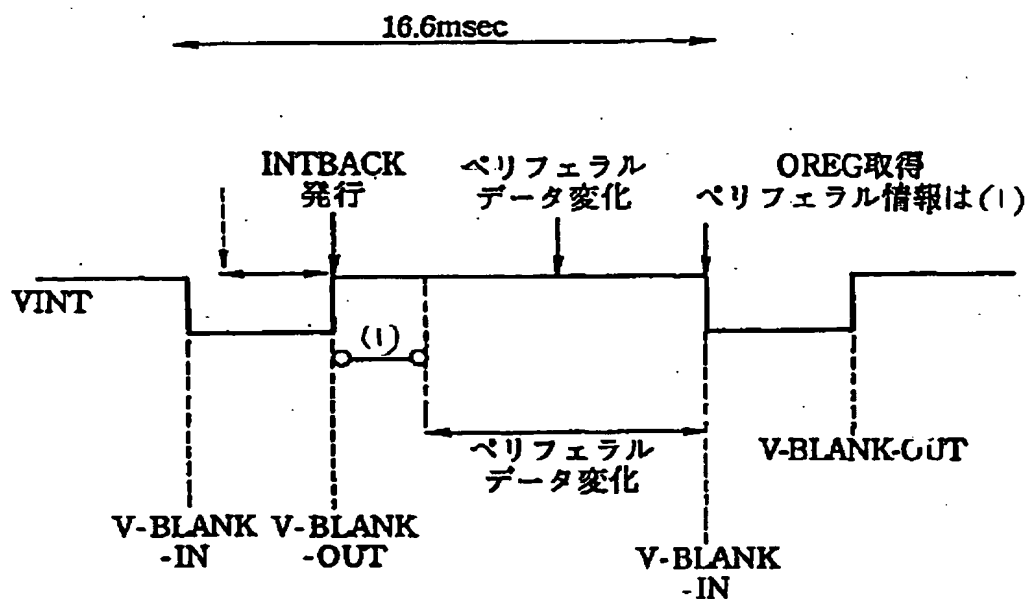 16.6msec
INTBACK
発行
ペリフェラル
データ変化
OREG取得
ペリフェラル情報は(1)
VINT
(1)
ペリフェラル
データ変化
V-BLANK-OUT
V-BLANK
-IN
V-BLANK
-OUT
V-BLANK
-IN